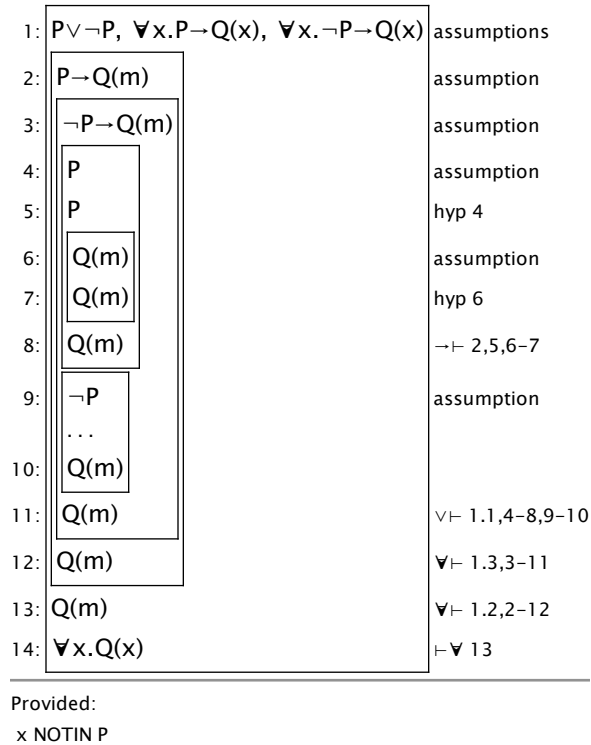 1: P∨¬P, ∀x.P→Q(x), ∀x.¬P→Q(x) assumptions
2: P→Q(m) assumption
3: ¬P→Q(m) assumption
4: P assumption
5: P hyp 4
6: Q(m) assumption
7: Q(m) hyp 6
8: Q(m) →⊢ 2,5,6-7
9: ¬P assumption
...
10: Q(m)
11: Q(m) ∨⊢ 1.1,4-8,9-10
12: Q(m) ∀⊢ 1.3,3-11
13: Q(m) ∀⊢ 1.2,2-12
14: ∀x.Q(x) ⊢∀ 13
Provided:
x NOTIN P